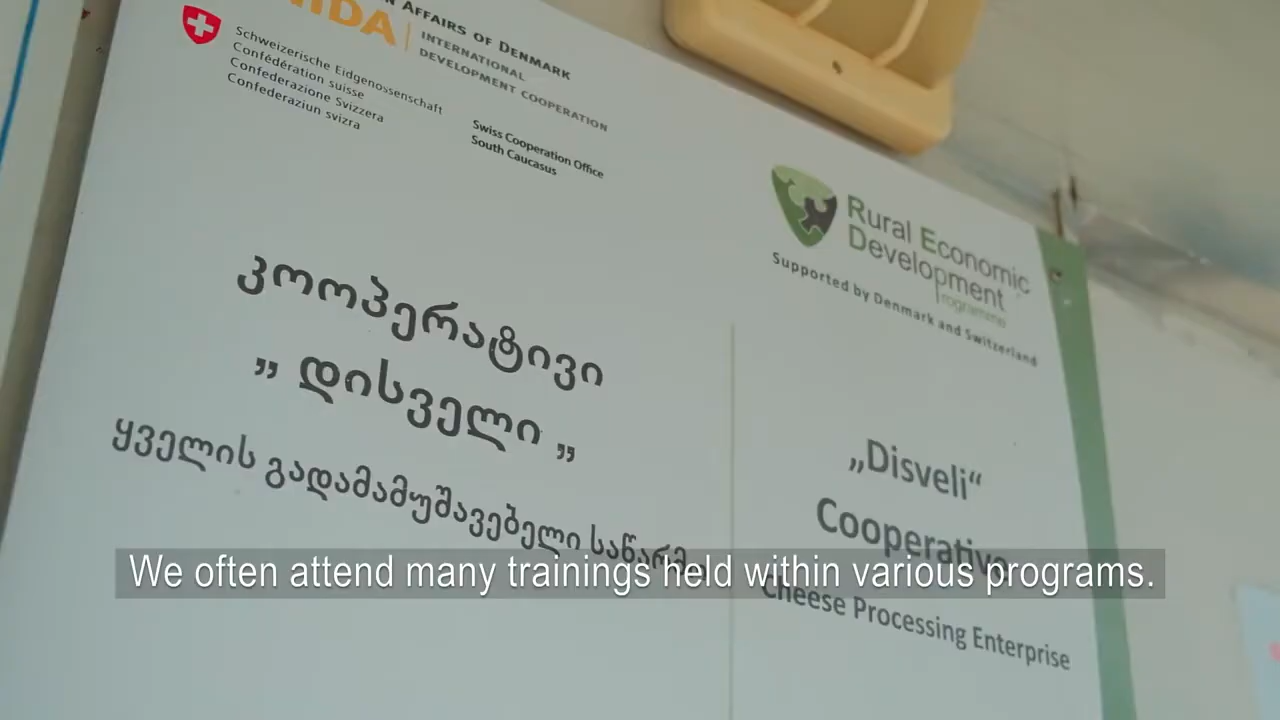 AFFAIRS OF DENMARK
INTERNATIONAL
DEVELOPMENT COOPERATION
Schweizerische Eidgenossenschaft
Confédération suisse
Confederazione Svizzera
Confederaziun svizra
Swiss Cooperation Office
South Caucasus
Rural Economic
Development
Programme
Supported by Denmark and Switzerland
კოოპერატივი
„ დისველი „
ყველის გადამამუშავებელი საწარმო
„Disveli“
Cooperative
Cheese Processing Enterprise
We often attend many trainings held within various programs.